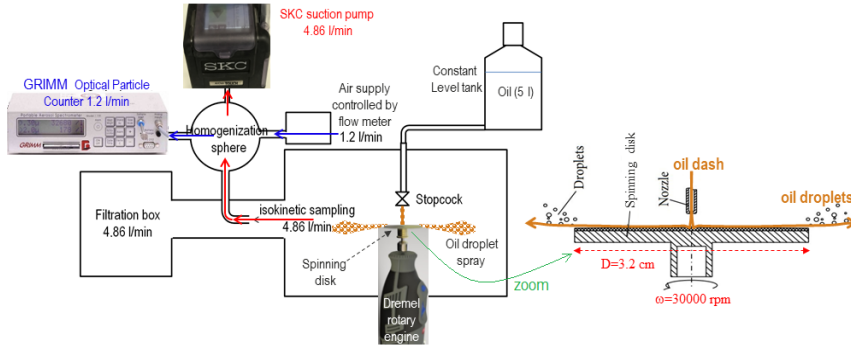 SKC suction pump
4.86 l/min
SKC
GRIMM Optical Particle
Counter 1.2 l/min
GRIMM
Homogenization
sphere
Air supply
controlled by
flow meter
1.2 l/min
Constant
Level tank
Oil (5 l)
Stopcock
Filtration box
4.86 l/min
isokinetic sampling
4.86 l/min
Spinning
disk
Oil droplet
spray
Dremel
rotary
engine
zoom
Droplets
Spinning disk
Nozzle
oil dash
oil droplets
D=3.2 cm
ω=30000 rpm